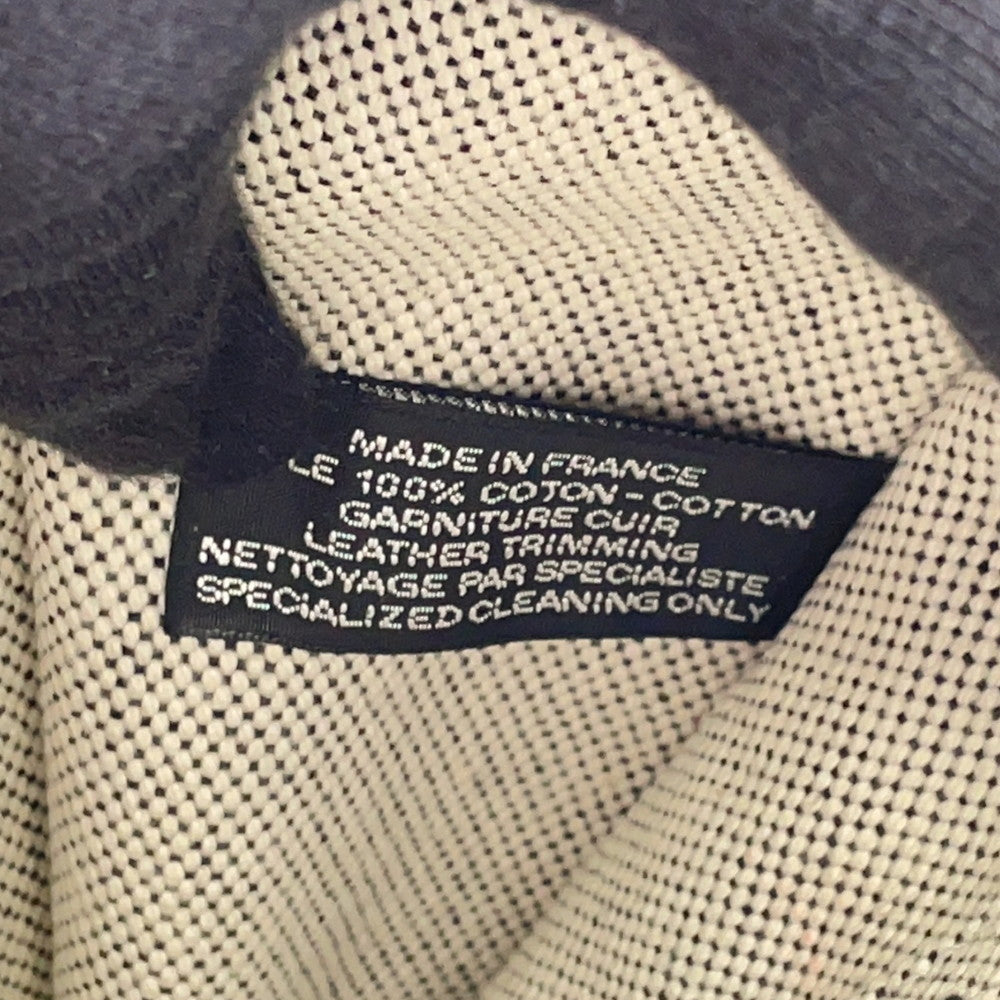 MADE IN FRANCE
LE 100% COTON - COTTON
GARNITURE CUIR
LEATHER TRIMMING
NETTOYAGE PAR SPECIALISTE
SPECIALIZED CLEANING ONLY